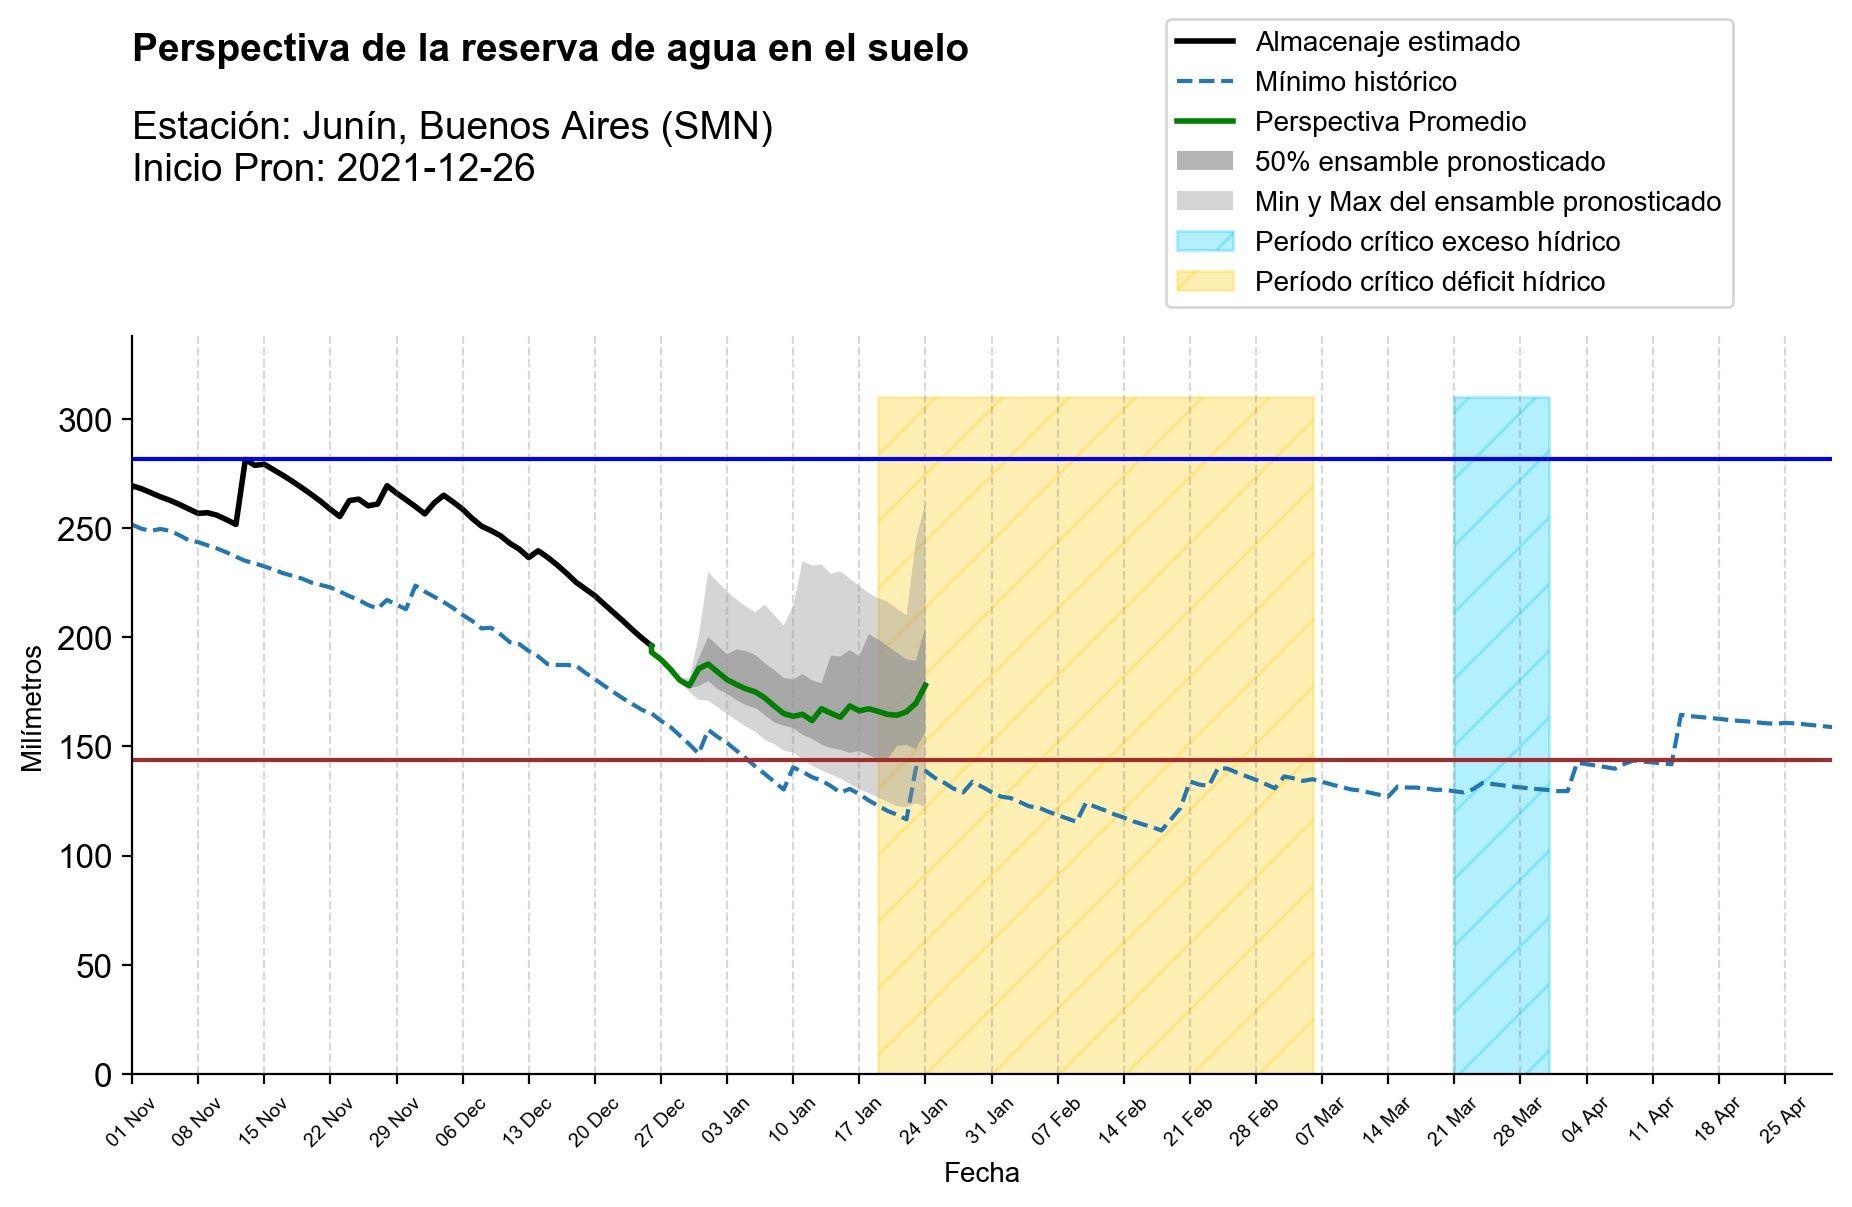 Perspectiva de la reserva de agua en el suelo
Estación: Junín, Buenos Aires (SMN)
Inicio Pron: 2021-12-26
Almacenaje estimado
Mínimo histórico
Perspectiva Promedio
50% ensamble pronosticado
Min y Max del ensamble pronosticado
Período crítico exceso hídrico
Período crítico déficit hídrico
300
250
200
150
100
50
0
Milímetros
01 Nov
08 Nov
15 Nov
22 Nov
29 Nov
06 Dec
13 Dec
20 Dec
27 Dec
03 Jan
10 Jan
17 Jan
24 Jan
31 Jan
07 Feb
14 Feb
21 Feb
28 Feb
07 Mar
14 Mar
21 Mar
28 Mar
04 Apr
11 Apr
18 Apr
25 Apr
Fecha